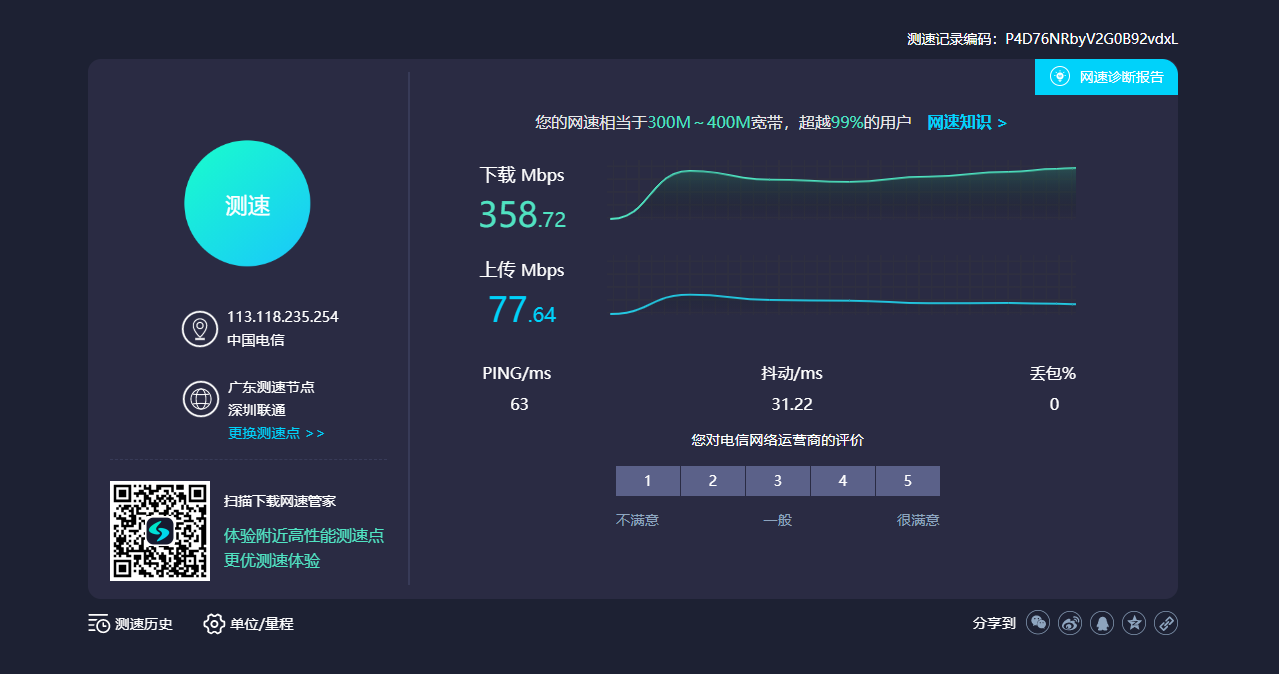 测速记录编码：P4D76NRbyV2G0B92vdxL
网速诊断报告
测速
113.118.235.254
中国电信
广东测速节点
深圳联通
更换测速点 >>
扫描下载网速管家
体验附近高性能测速点
更优测速体验
您的网速相当于300M～400M宽带，超越99%的用户 网速知识 >
下载 Mbps
358.72
上传 Mbps
77.64
PING/ms 抖动/ms 丢包%
63 31.22 0
您对电信网络运营商的评价
1 2 3 4 5
不满意 一般 很满意
测速历史 单位/量程 分享到